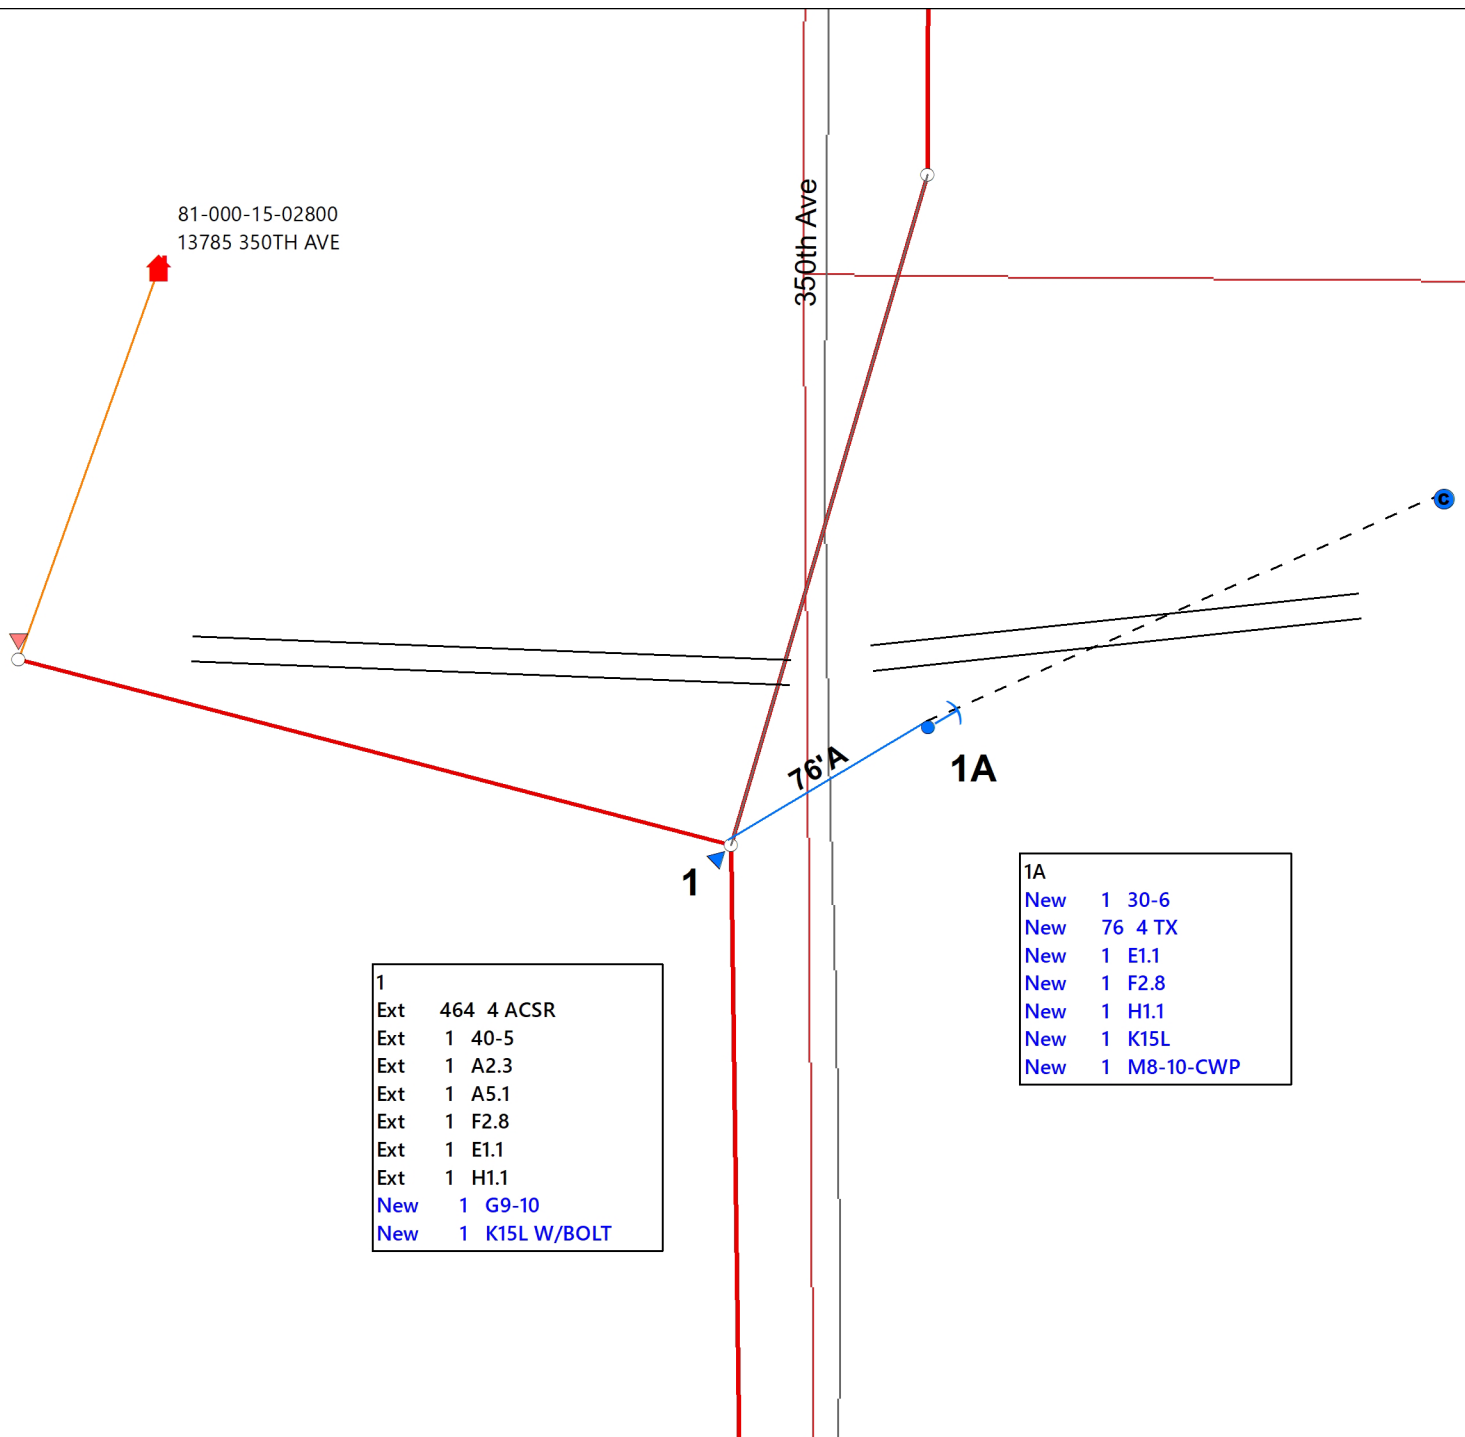 81-000-15-02800
13785 350TH AVE
350th Ave
C
76'A
1A
1
1A
New 1 30-6
New 76 4 TX
New 1 E1.1
New 1 F2.8
New 1 H1.1
New 1 K15L
New 1 M8-10-CWP
1
Ext 464 4 ACSR
Ext 1 40-5
Ext 1 A2.3
Ext 1 A5.1
Ext 1 F2.8
Ext 1 E1.1
Ext 1 H1.1
New 1 G9-10
New 1 K15L W/BOLT